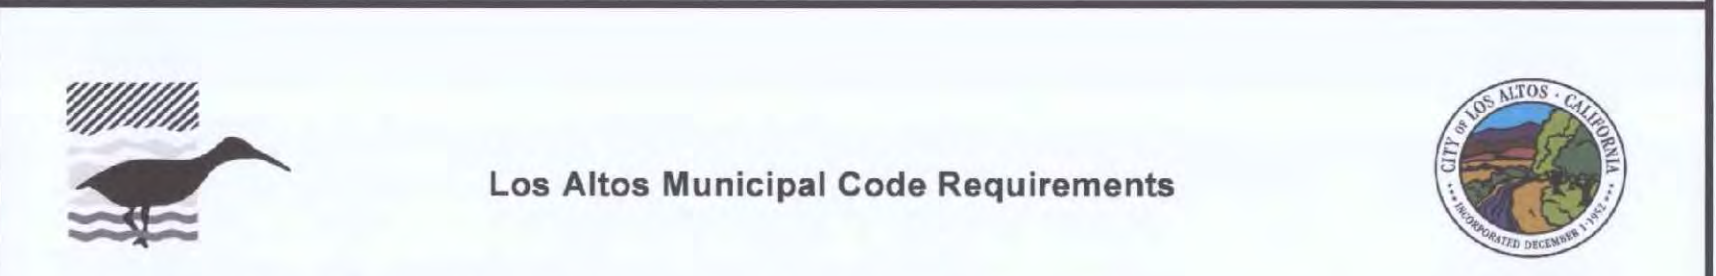 Los Altos Municipal Code Requirements
CITY OF LOS ALTOS · CALIFORNIA
••• INCORPORATED DECEMBER 1·1952 •••